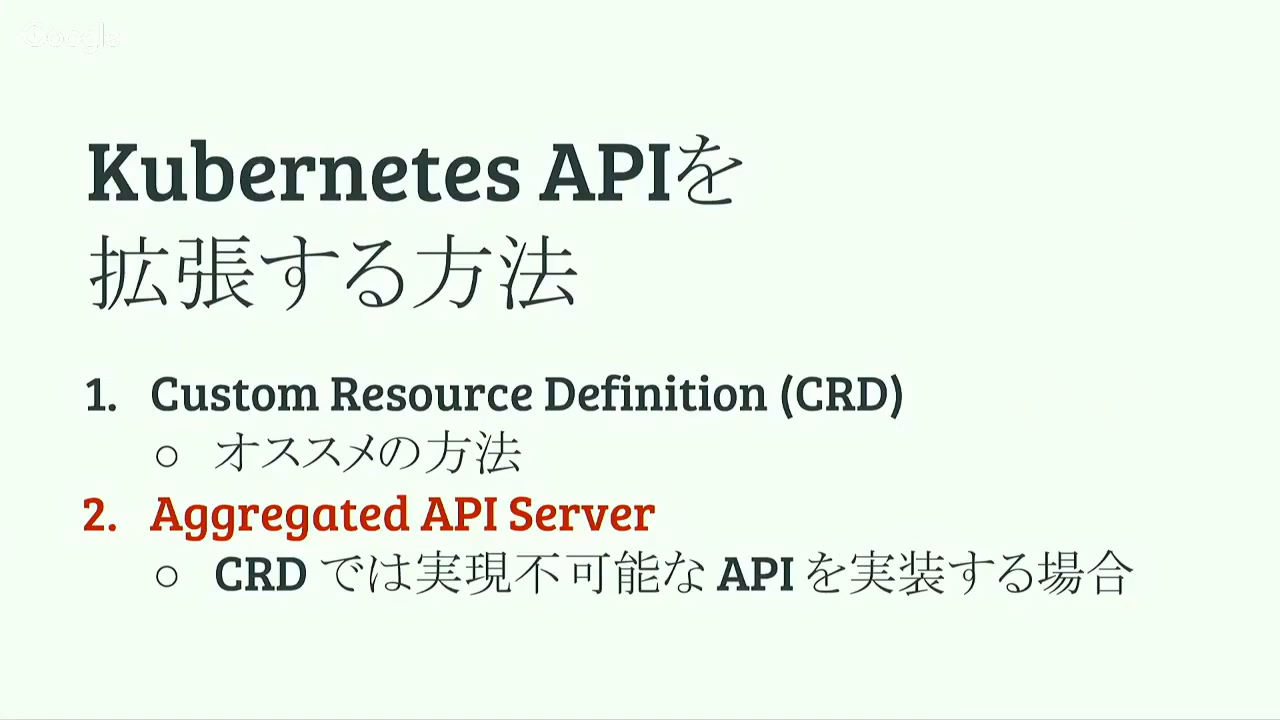 Google
Kubernetes APIを
拡張する方法
1. Custom Resource Definition (CRD)
○ オススメの方法
2. Aggregated API Server
○ CRD では実現不可能な API を実装する場合